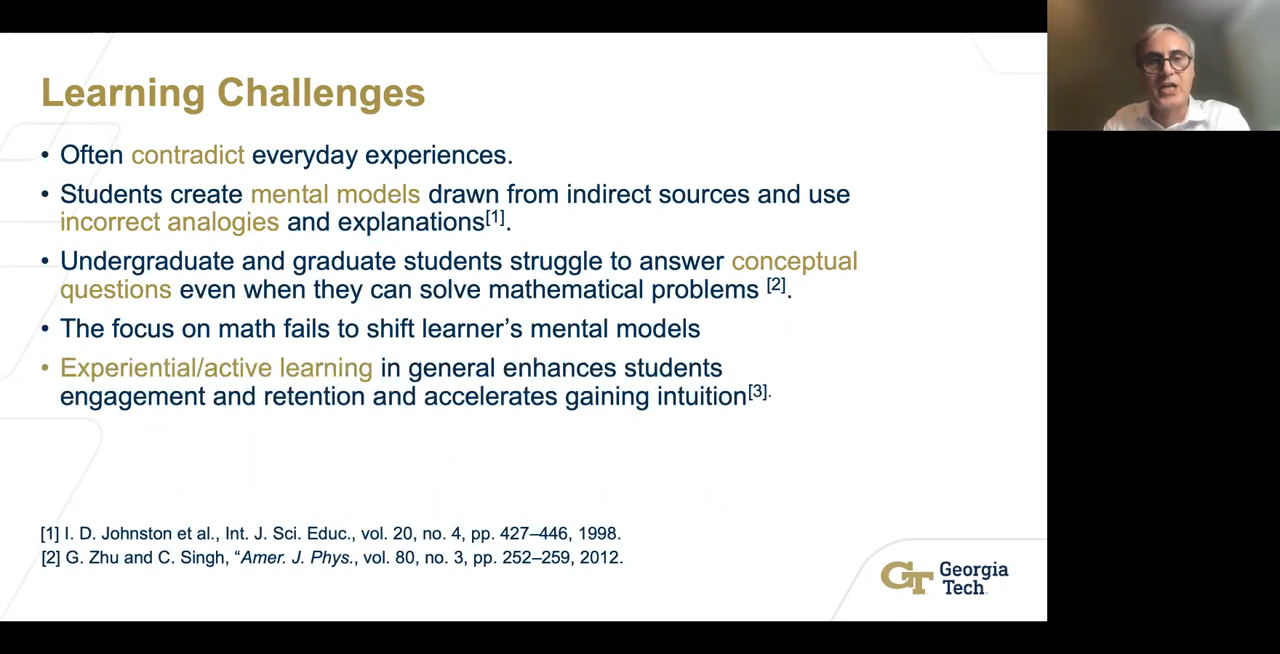 Learning Challenges
• Often contradict everyday experiences.
• Students create mental models drawn from indirect sources and use
incorrect analogies and explanations[1].
• Undergraduate and graduate students struggle to answer conceptual
questions even when they can solve mathematical problems [2].
• The focus on math fails to shift learner's mental models
• Experiential/active learning in general enhances students
engagement and retention and accelerates gaining intuition[3].
[1] I. D. Johnston et al., Int. J. Sci. Educ., vol. 20, no. 4, pp. 427–446, 1998.
[2] G. Zhu and C. Singh, “Amer. J. Phys., vol. 80, no. 3, pp. 252–259, 2012.
GT Georgia
Tech